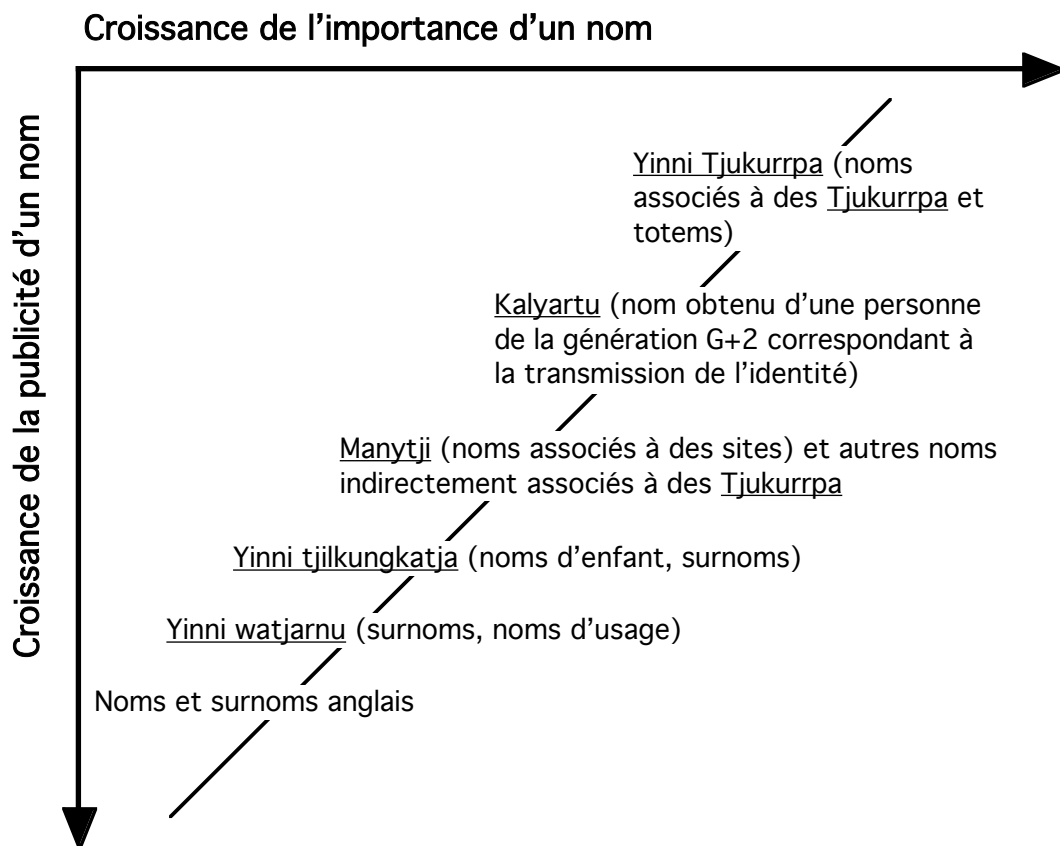 Croissance de l’importance d’un nom
Croissance de la publicité d’un nom
Yinni Tjukurrpa (noms
associés à des Tjukurrpa et
totems)
Kalyartu (nom obtenu d’une personne
de la génération G+2 correspondant à
la transmission de l’identité)
Manytji (noms associés à des sites) et autres noms
indirectement associés à des Tjukurrpa
Yinni tjilkungkatja (noms d’enfant, surnoms)
Yinni watjarnu (surnoms, noms d’usage)
Noms et surnoms anglais